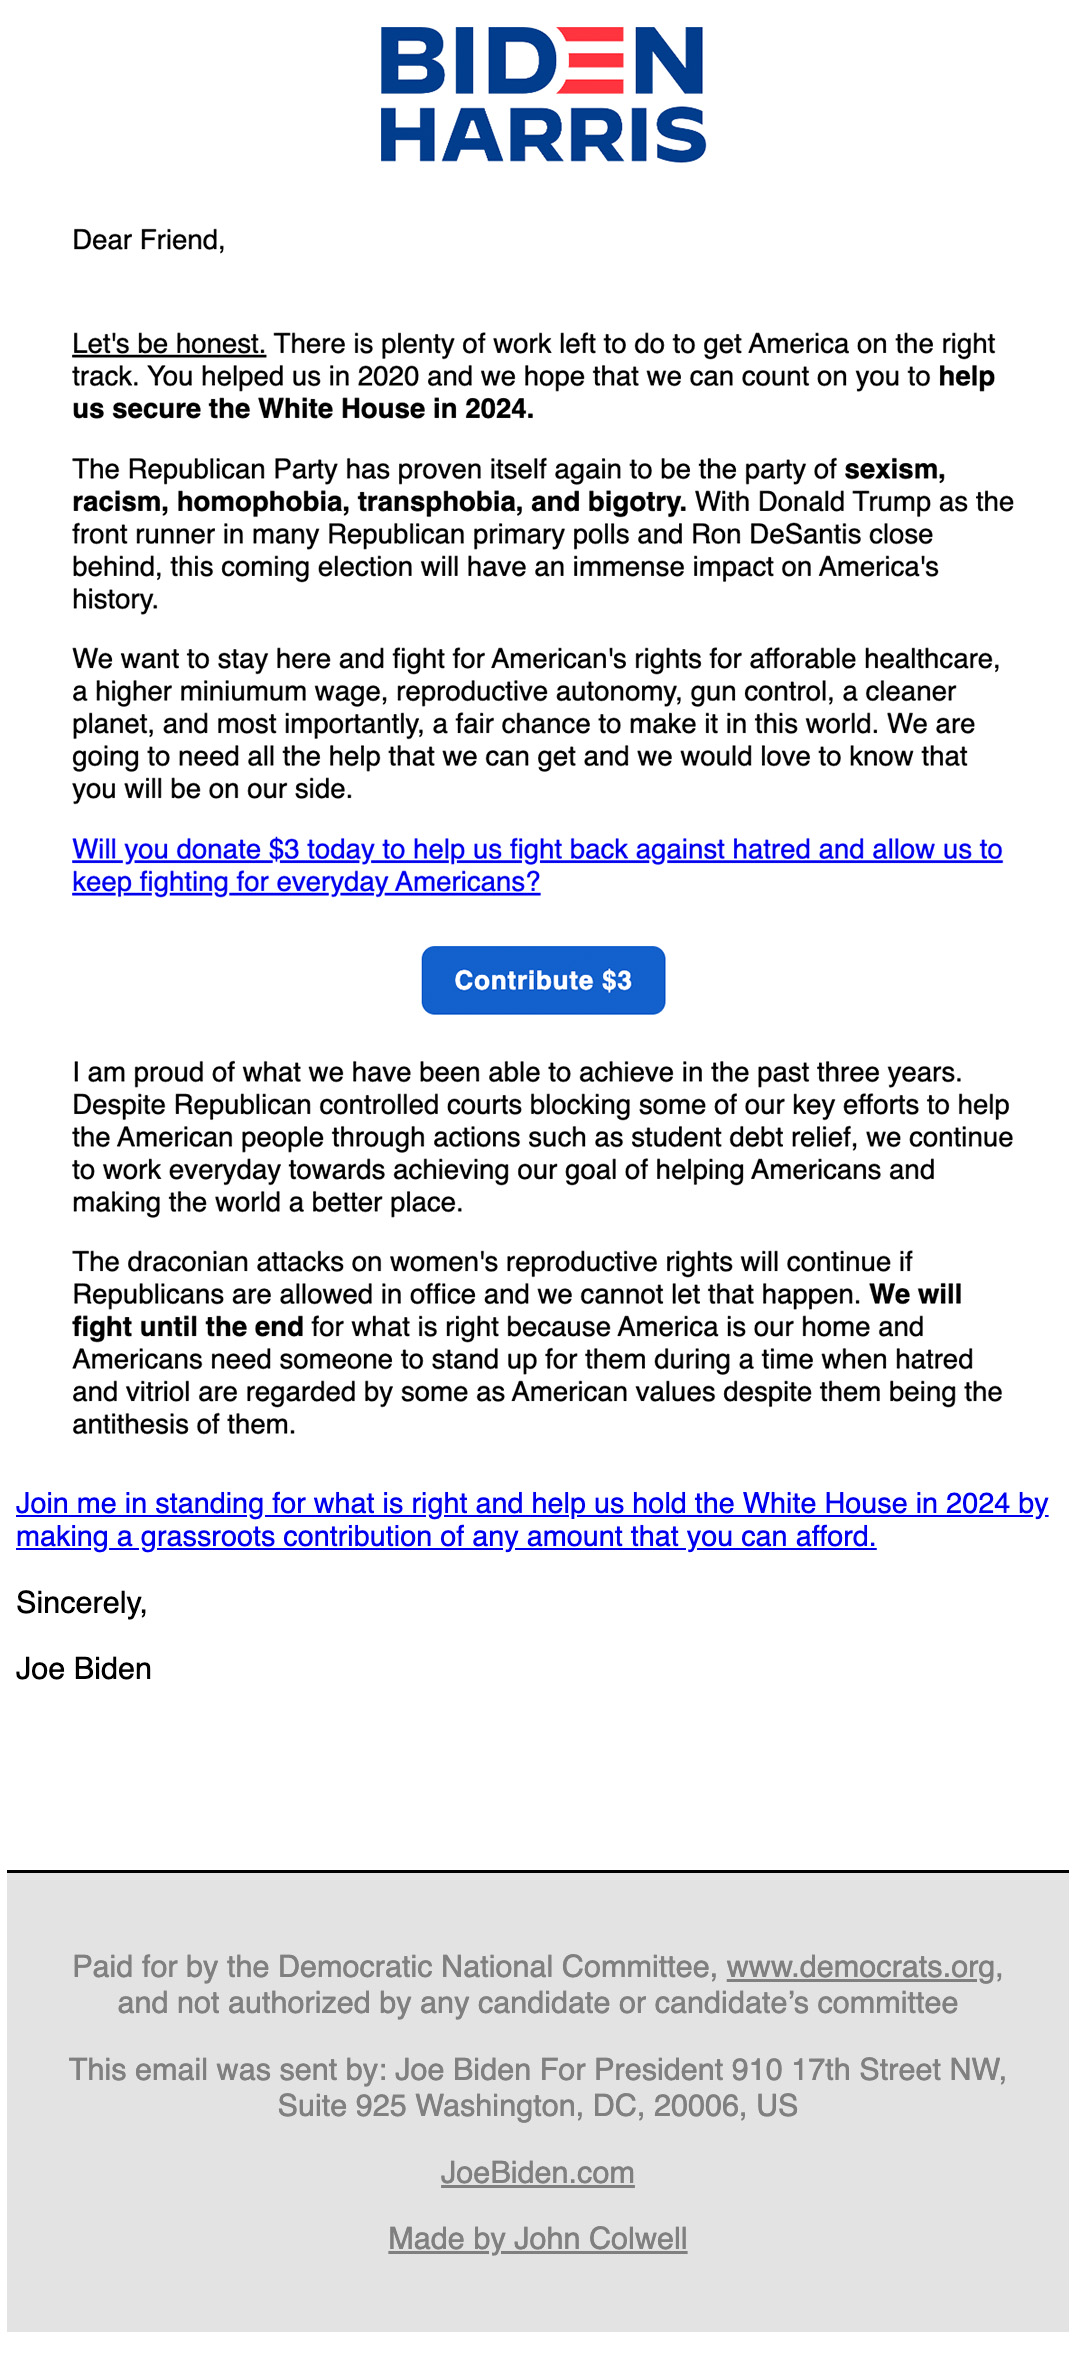 BIDEN
HARRIS
Dear Friend,
Let's be honest. There is plenty of work left to do to get America on the right
track. You helped us in 2020 and we hope that we can count on you to help
us secure the White House in 2024.
The Republican Party has proven itself again to be the party of sexism,
racism, homophobia, transphobia, and bigotry. With Donald Trump as the
front runner in many Republican primary polls and Ron DeSantis close
behind, this coming election will have an immense impact on America's
history.
We want to stay here and fight for American's rights for afforable healthcare,
a higher miniumum wage, reproductive autonomy, gun control, a cleaner
planet, and most importantly, a fair chance to make it in this world. We are
going to need all the help that we can get and we would love to know that
you will be on our side.
Will you donate $3 today to help us fight back against hatred and allow us to
keep fighting for everyday Americans?
Contribute $3
I am proud of what we have been able to achieve in the past three years.
Despite Republican controlled courts blocking some of our key efforts to help
the American people through actions such as student debt relief, we continue
to work everyday towards achieving our goal of helping Americans and
making the world a better place.
The draconian attacks on women's reproductive rights will continue if
Republicans are allowed in office and we cannot let that happen. We will
fight until the end for what is right because America is our home and
Americans need someone to stand up for them during a time when hatred
and vitriol are regarded by some as American values despite them being the
antithesis of them.
Join me in standing for what is right and help us hold the White House in 2024 by
making a grassroots contribution of any amount that you can afford.
Sincerely,
Joe Biden
Paid for by the Democratic National Committee, www.democrats.org,
and not authorized by any candidate or candidate’s committee
This email was sent by: Joe Biden For President 910 17th Street NW,
Suite 925 Washington, DC, 20006, US
JoeBiden.com
Made by John Colwell